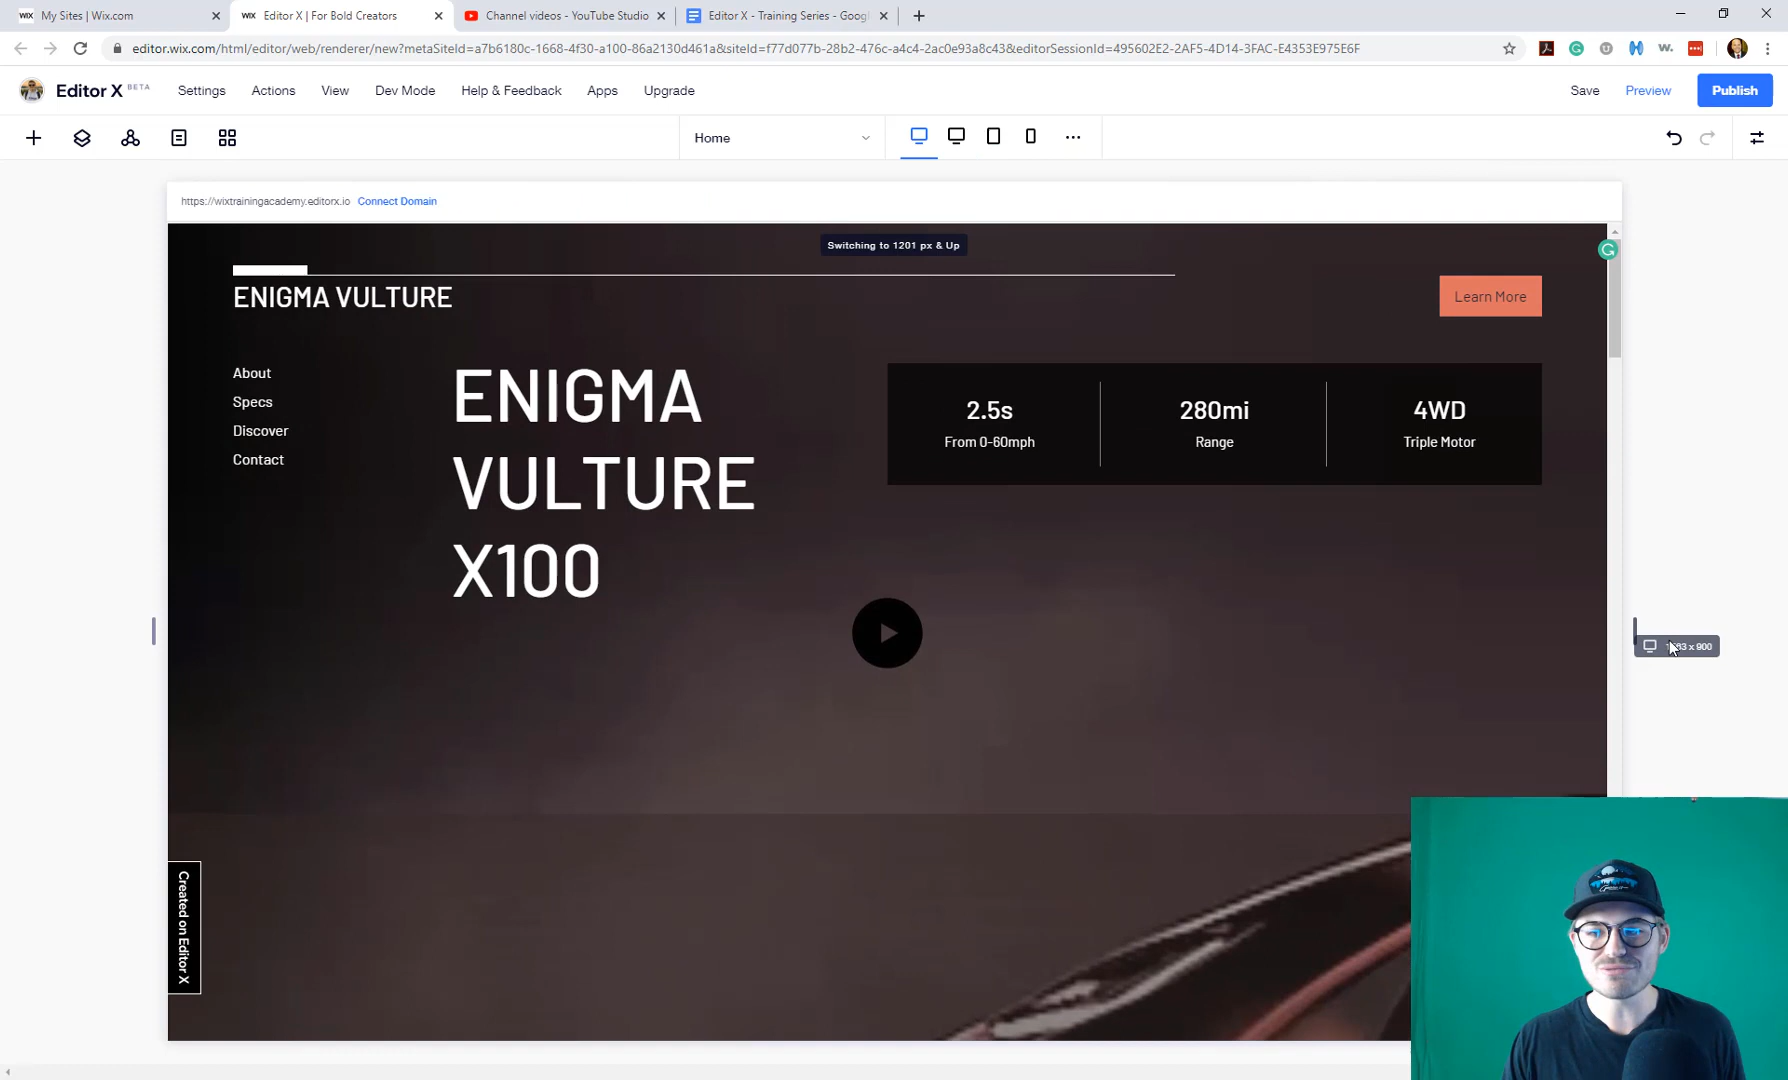 WIX My Sites | Wix.com
WIX Editor X | For Bold Creators
Channel videos - YouTube Studio
Editor X - Training Series - Googl
editor.wix.com/html/editor/web/renderer/new?metaSiteId=a7b6180c-1668-4f30-a100-86a2130d461a&siteId=f77d077b-28b2-476c-a4c4-2ac0e93a8c43&editorSessionId=495602E2-2AF5-4D14-3FAC-E4353E975E6F
Editor X BETA
Settings
Actions
View
Dev Mode
Help & Feedback
Apps
Upgrade
Save
Preview
Publish
Home
https://wixtrainingacademy.editorx.io Connect Domain
Switching to 1201 px & Up
ENIGMA VULTURE
Learn More
About
Specs
Discover
Contact
ENIGMA
VULTURE
X100
2.5s
From 0-60mph
280mi
Range
4WD
Triple Motor
x 900
Created on Editor X